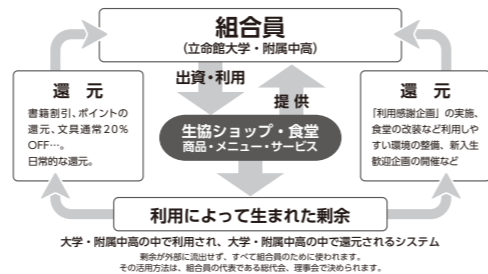 組合員
(立命館大学・附属中高)
出資・利用
提供
還元
書籍割引、ポイントの
還元、文具通常20％
OFF…。
日常的な還元。
生協ショップ・食堂
商品・メニュー・サービス
還元
「利用感謝企画」の実施、
食堂の改装など利用しや
すい環境の整備、新入生
歓迎企画の開催など
利用によって生まれた剰余
大学・附属中高の中で利用され、大学・附属中高の中で還元されるシステム
剰余が外部に流出せず、すべて組合員のために使われます。
その活用方法は、組合員の代表である総代会、理事会で決められます。